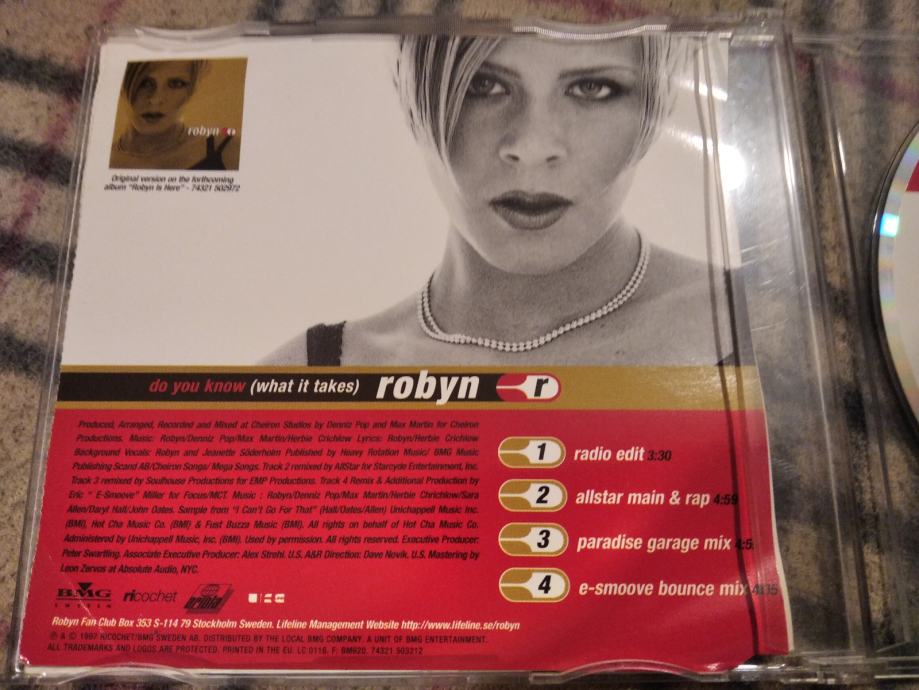 robyn
Original version on the forthcoming
album "Robyn Is Here" - 74321 502972
do you know (what it takes) robyn r
Produced, Arranged, Recorded and Mixed at Cheiron Studios by Denniz Pop and Max Martin for Cheiron
Productions. Music: Robyn/Denniz Pop/Max Martin/Herbie Crichlow Lyrics: Robyn/Herbie Crichlow
Background Vocals: Robyn and Jeanette Söderholm Published by Heavy Rotation Music/ BMG Music
Publishing Scand AB/Cheiron Songs/ Mega Songs. Track 2 remixed by AllStar for Starcyde Entertainment, Inc.
Track 3 remixed by Soulhouse Productions for EMP Productions. Track 4 Remix & Additional Production by
Eric " E-Smoove" Miller for Focus/MCT. Music : Robyn/Denniz Pop/Max Martin/Herbie Chrichlow/Sara
Allen/Daryl Hall/John Oates. Sample from "I Can't Go For That" (Hall/Oates/Allen) Unichappell Music Inc.
(BMI), Hot Cha Music Co. (BMI) & Fust Buzza Music (BMI). All rights on behalf of Hot Cha Music Co.
Administered by Unichappell Music, Inc. (BMI). Used by permission. All rights reserved. Executive Producer:
Peter Swartling. Associate Executive Producer: Alex Strehl. U.S. A&R Direction: Dave Novik. U.S. Mastering by
Leon Zervos at Absolute Audio, NYC.
1 radio edit 3:30
2 allstar main & rap 4:59
3 paradise garage mix
4 e-smoove bounce mix
BMG
ricochet
ariola
Robyn Fan Club Box 353 S-114 79 Stockholm Sweden. Lifeline Management Website http://www.lifeline.se/robyn
℗ & © 1997 RICOCHET/BMG SWEDEN AB. DISTRIBUTED BY THE LOCAL BMG COMPANY. A UNIT OF BMG ENTERTAINMENT.
ALL TRADEMARKS AND LOGOS ARE PROTECTED. PRINTED IN THE EU. LC 0116. F: BM620. 74321 503212